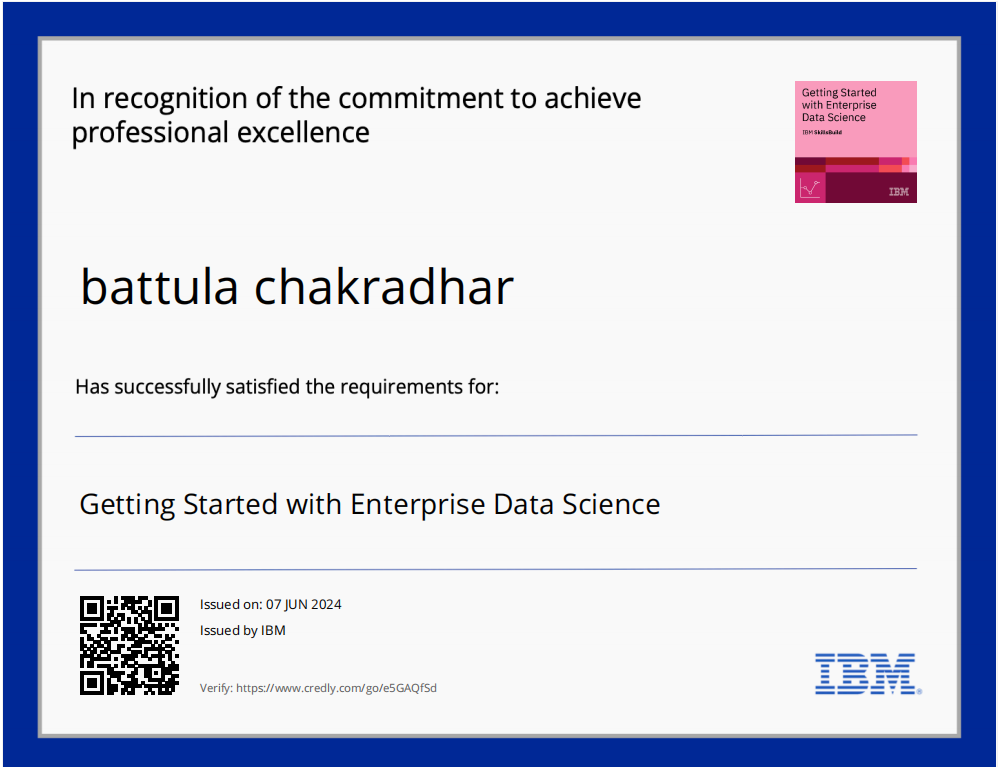 In recognition of the commitment to achieve
professional excellence
Getting Started
with Enterprise
Data Science
IBM SkillsBuild
IBM
battula chakradhar
Has successfully satisfied the requirements for:
Getting Started with Enterprise Data Science
Issued on: 07 JUN 2024
Issued by IBM
Verify: https://www.credly.com/go/e5GAQfSd
IBM®